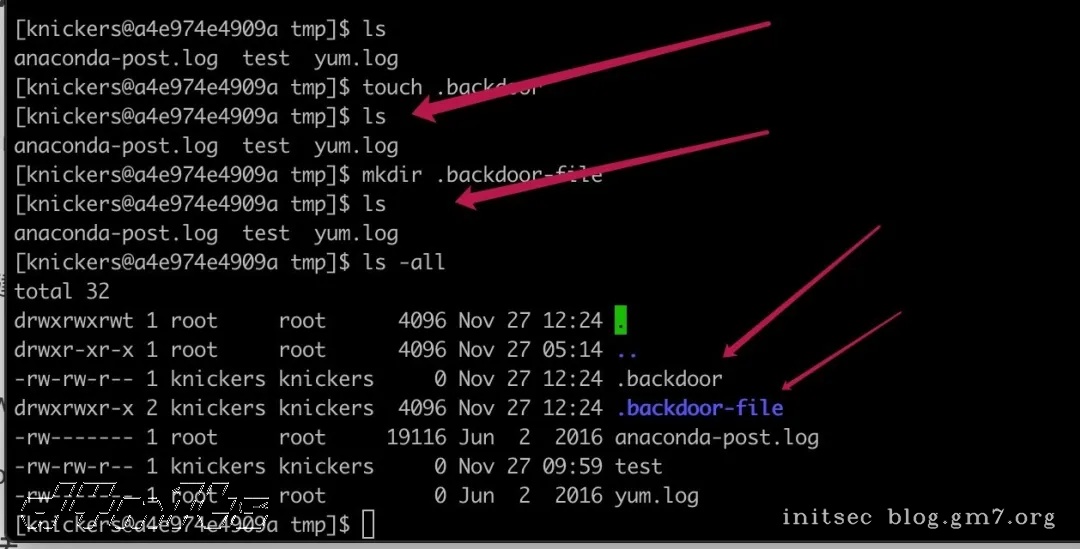 [knickers@a4e974e4909a tmp]$ ls
anaconda-post.log  test  yum.log
[knickers@a4e974e4909a tmp]$ touch .backdoor
[knickers@a4e974e4909a tmp]$ ls
anaconda-post.log  test  yum.log
[knickers@a4e974e4909a tmp]$ mkdir .backdoor-file
[knickers@a4e974e4909a tmp]$ ls
anaconda-post.log  test  yum.log
[knickers@a4e974e4909a tmp]$ ls -all
total 32
drwxrwxrwt 1 root     root      4096 Nov 27 12:24 .
drwxr-xr-x 1 root     root      4096 Nov 27 05:14 ..
-rw-rw-r-- 1 knickers knickers     0 Nov 27 12:24 .backdoor
drwxrwxr-x 2 knickers knickers  4096 Nov 27 12:24 .backdoor-file
-rw------- 1 root     root     19116 Jun  2  2016 anaconda-post.log
-rw-rw-r-- 1 knickers knickers     0 Nov 27 09:59 test
-rw------- 1 root     root         0 Jun  2  2016 yum.log
[knickers@a4e974e4909a tmp]$
initsec blog.gm7.org